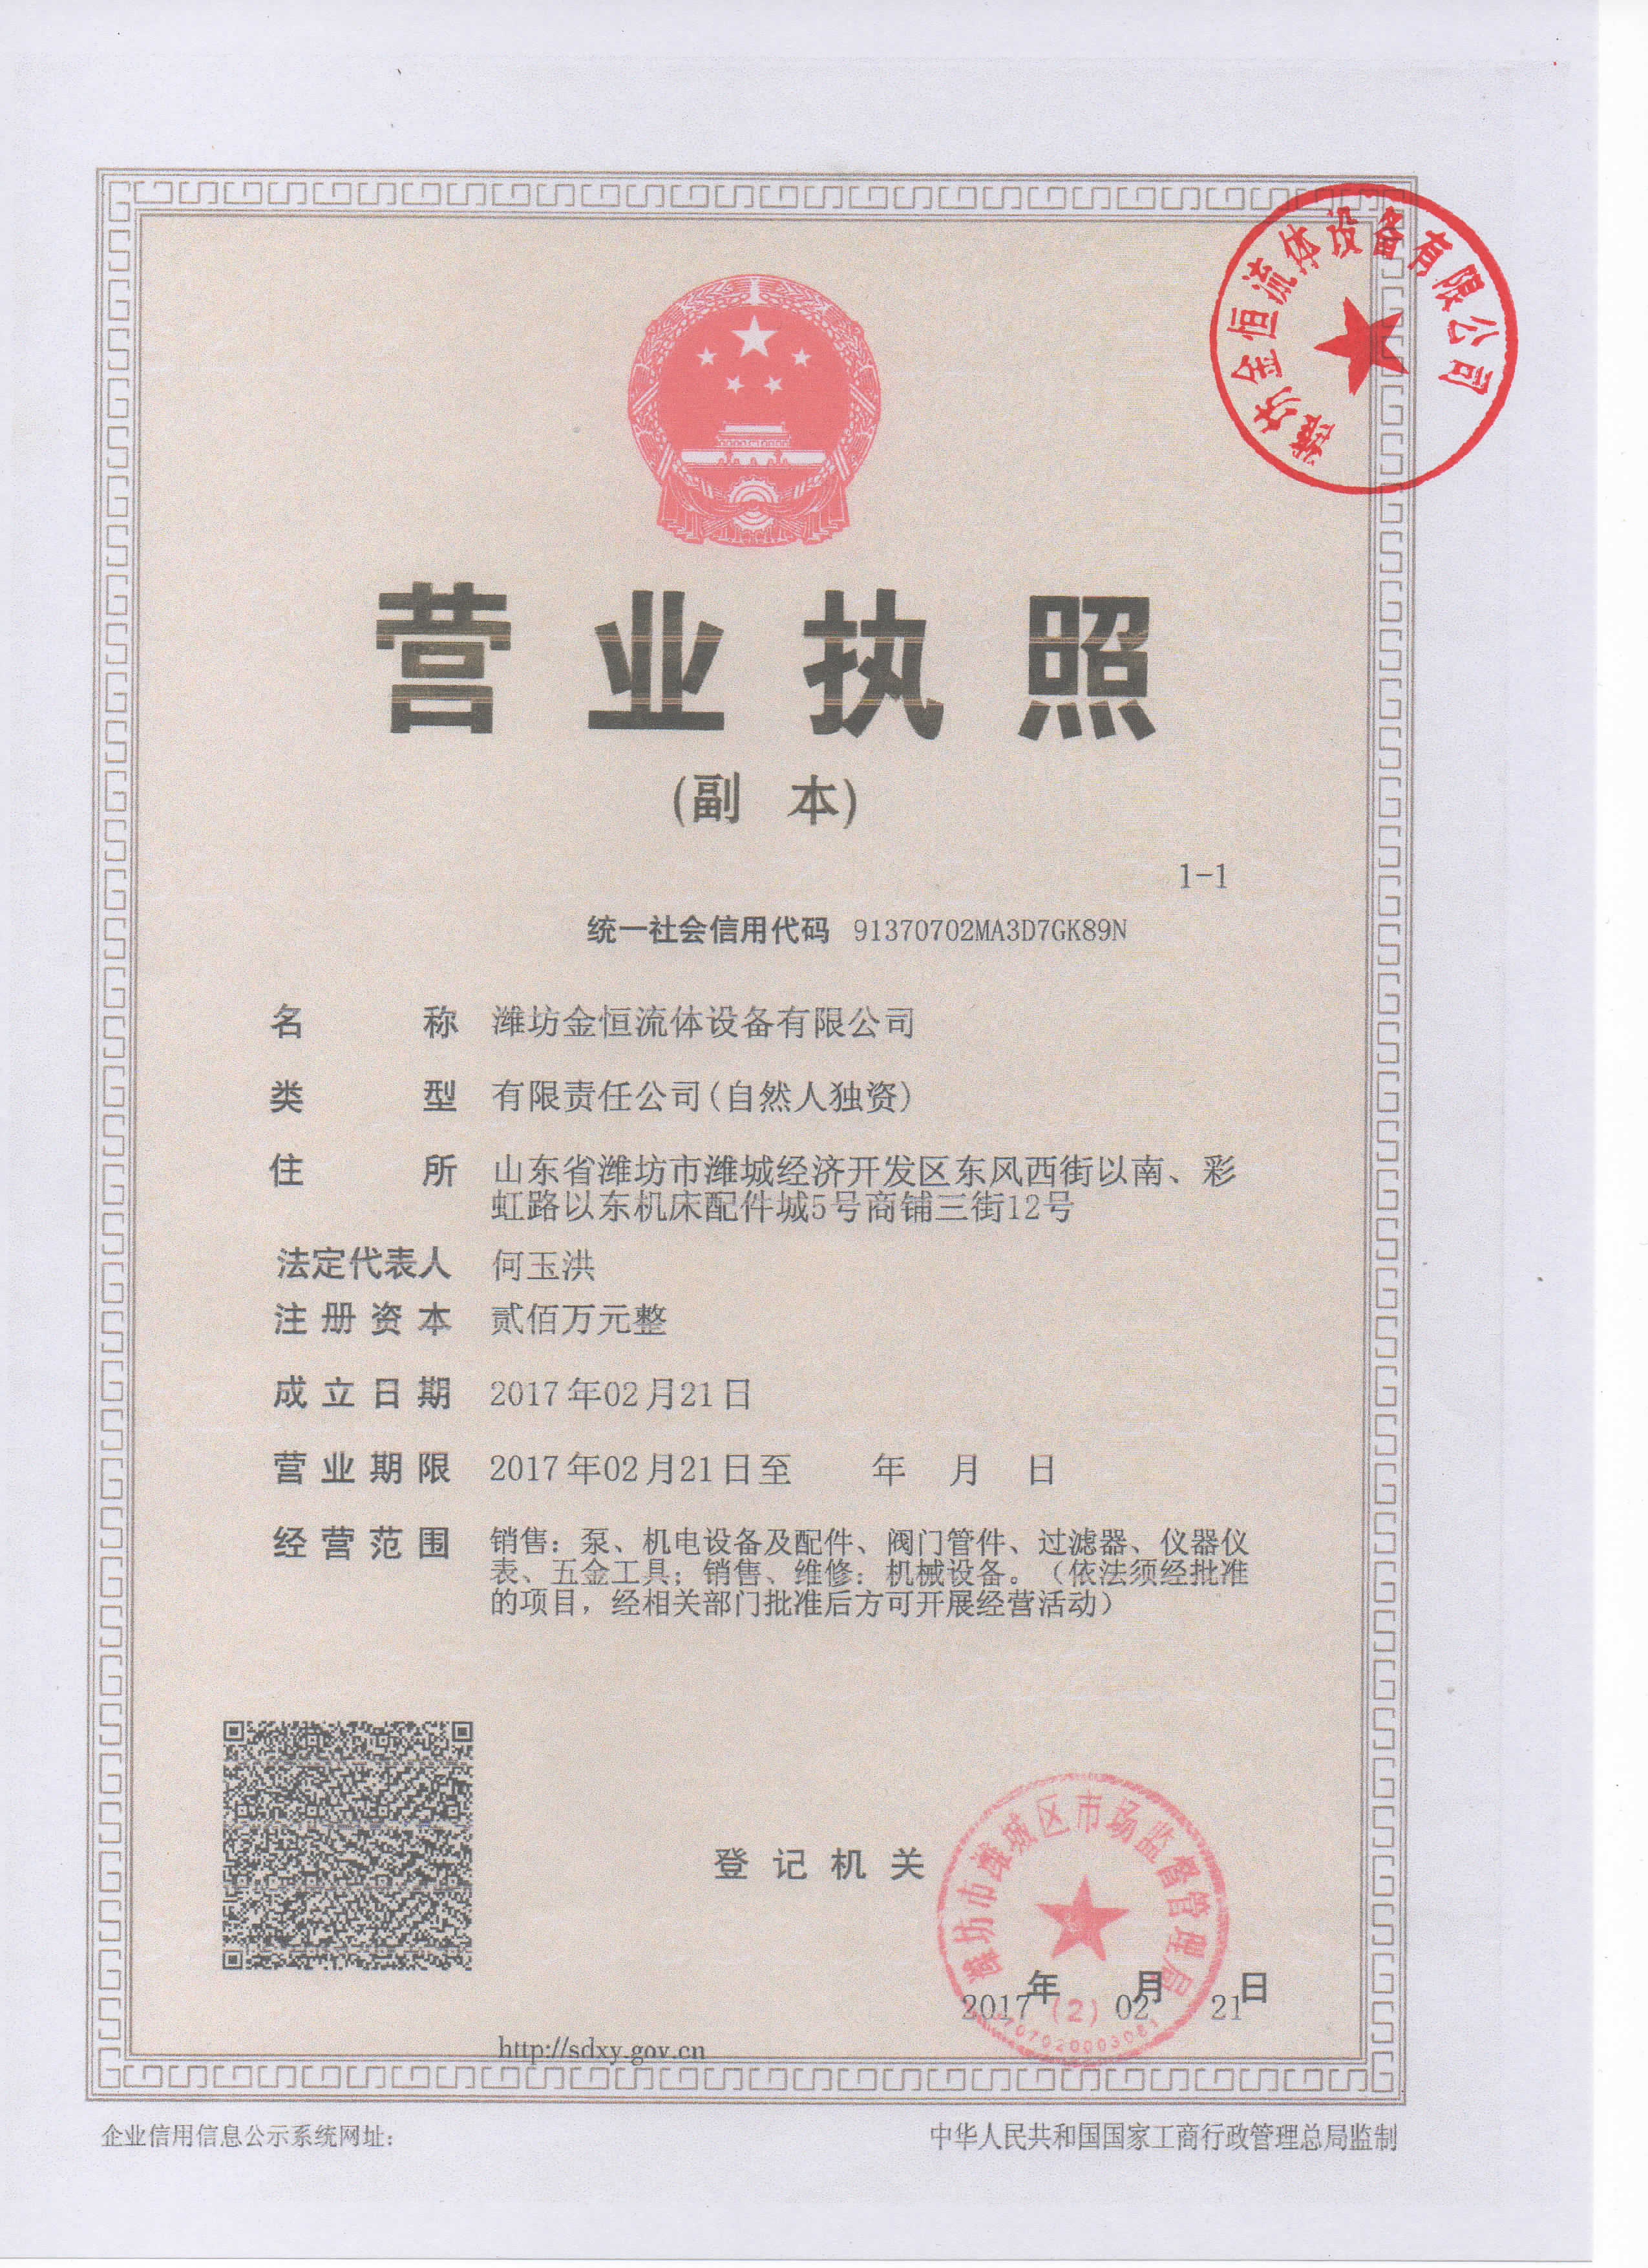 潍坊金恒流体设备有限公司
营业执照
(副 本)
1-1
统一社会信用代码 91370702MA3D7GK89N
名 称 潍坊金恒流体设备有限公司
类 型 有限责任公司(自然人独资)
住 所 山东省潍坊市潍城经济开发区东风西街以南、彩
虹路以东机床配件城5号商铺三街12号
法定代表人 何玉洪
注册资本 贰佰万元整
成立日期 2017年02月21日
营业期限 2017年02月21日至 年 月 日
经营范围 销售：泵、机电设备及配件、阀门管件、过滤器、仪器仪
表、五金工具；销售、维修：机械设备。（依法须经批准
的项目，经相关部门批准后方可开展经营活动）
登记机关
潍坊市潍城区市场监督管理局
(2)
2017年 02月 21日
http://sdxy.gov.cn
企业信用信息公示系统网址：
中华人民共和国国家工商行政管理总局监制